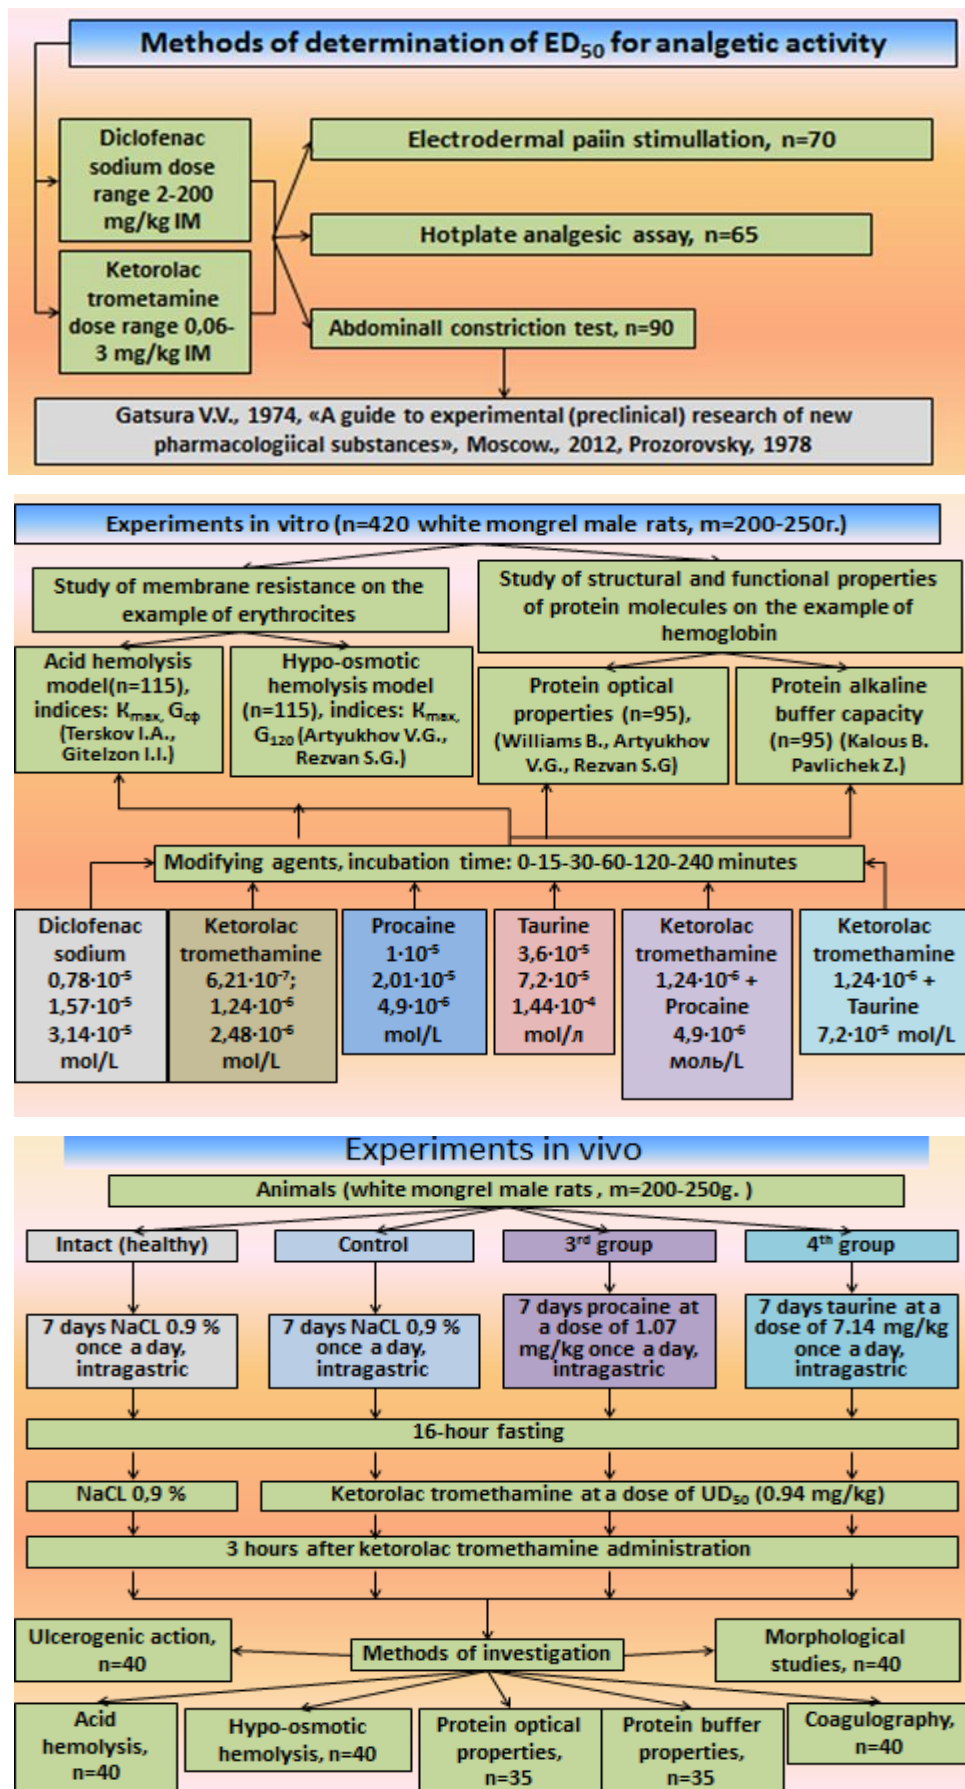 Methods of determination of ED₅₀ for analgetic activity
Diclofenac
sodium dose
range 2-200
mg/kg IM
Ketorolac
trometamine
dose range 0,06-
3 mg/kg IM
Electrodermal paiin stimullation, n=70
Hotplate analgesic assay, n=65
Abdominall constriction test, n=90
Gatsura V.V., 1974, «A guide to experimental (preclinical) research of new
pharmacologiical substances», Moscow., 2012, Prozorovsky, 1978
Experiments in vitro (n=420 white mongrel male rats, m=200-250г.)
Study of membrane resistance on the
example of erythrocites
Study of structural and functional properties
of protein molecules on the example of
hemoglobin
Acid hemolysis
model(n=115),
indices: K_max, G_сф
(Terskov I.A.,
Gitelzon I.I.)
Hypo-osmotic
hemolysis model
(n=115), indices: K_max,
G₁₂₀ (Artyukhov V.G.,
Rezvan S.G.)
Protein optical
properties (n=95),
(Williams B., Artyukhov
V.G., Rezvan S.G)
Protein alkaline
buffer capacity
(n=95) (Kalous B.
Pavlichek Z.)
Modifying agents, incubation time: 0-15-30-60-120-240 minutes
Diclofenac
sodium
0,78·10⁻⁵
1,57·10⁻⁵
3,14·10⁻⁵
mol/L
Ketorolac
tromethamine
6,21·10⁻⁷;
1,24·10⁻⁶
2,48·10⁻⁶
mol/L
Procaine
1·10⁻⁵
2,01·10⁻⁵
4,9·10⁻⁶
mol/L
Taurine
3,6·10⁻⁵
7,2·10⁻⁵
1,44·10⁻⁴
mol/л
Ketorolac
tromethamine
1,24·10⁻⁶ +
Procaine
4,9·10⁻⁶
моль/L
Ketorolac
tromethamine
1,24·10⁻⁶ +
Taurine
7,2·10⁻⁵ mol/L
Experiments in vivo
Animals (white mongrel male rats , m=200-250g. )
Intact (healthy)
Control
3ʳᵈ group
4ᵗʰ group
7 days NaCL 0.9 %
once a day,
intragastric
7 days NaCL 0,9 %
once a day,
intragastric
7 days procaine at
a dose of 1.07
mg/kg once a day,
intragastric
7 days taurine at a
dose of 7.14 mg/kg
once a day,
intragastric
16-hour fasting
NaCL 0,9 %
Ketorolac tromethamine at a dose of UD₅₀ (0.94 mg/kg)
3 hours after ketorolac tromethamine administration
Ulcerogenic action,
n=40
Methods of investigation
Morphological
studies, n=40
Acid
hemolysis,
n=40
Hypo-osmotic
hemolysis, n=40
Protein optical
properties,
n=35
Protein buffer
properties,
n=35
Coagulography,
n=40